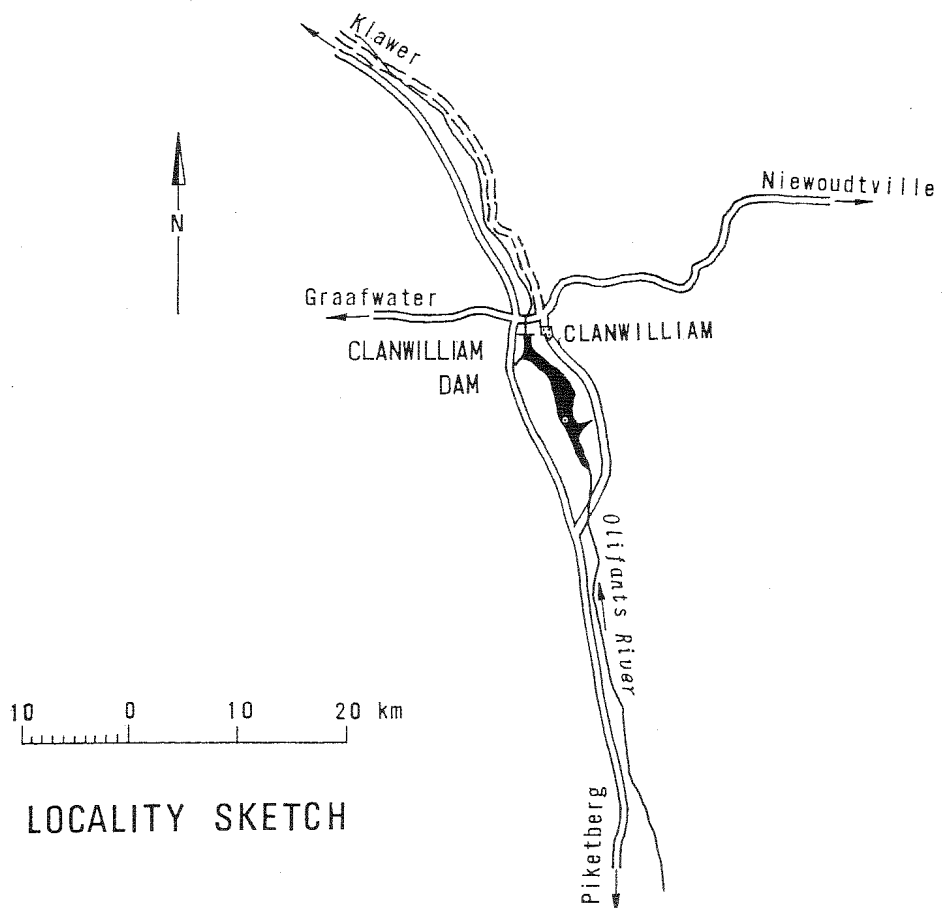 Klawer
N
Niewoudtville
Graafwater
CLANWILLIAM
CLANWILLIAM
DAM
Olifants River
10 0 10 20 km
LOCALITY SKETCH
Piketberg